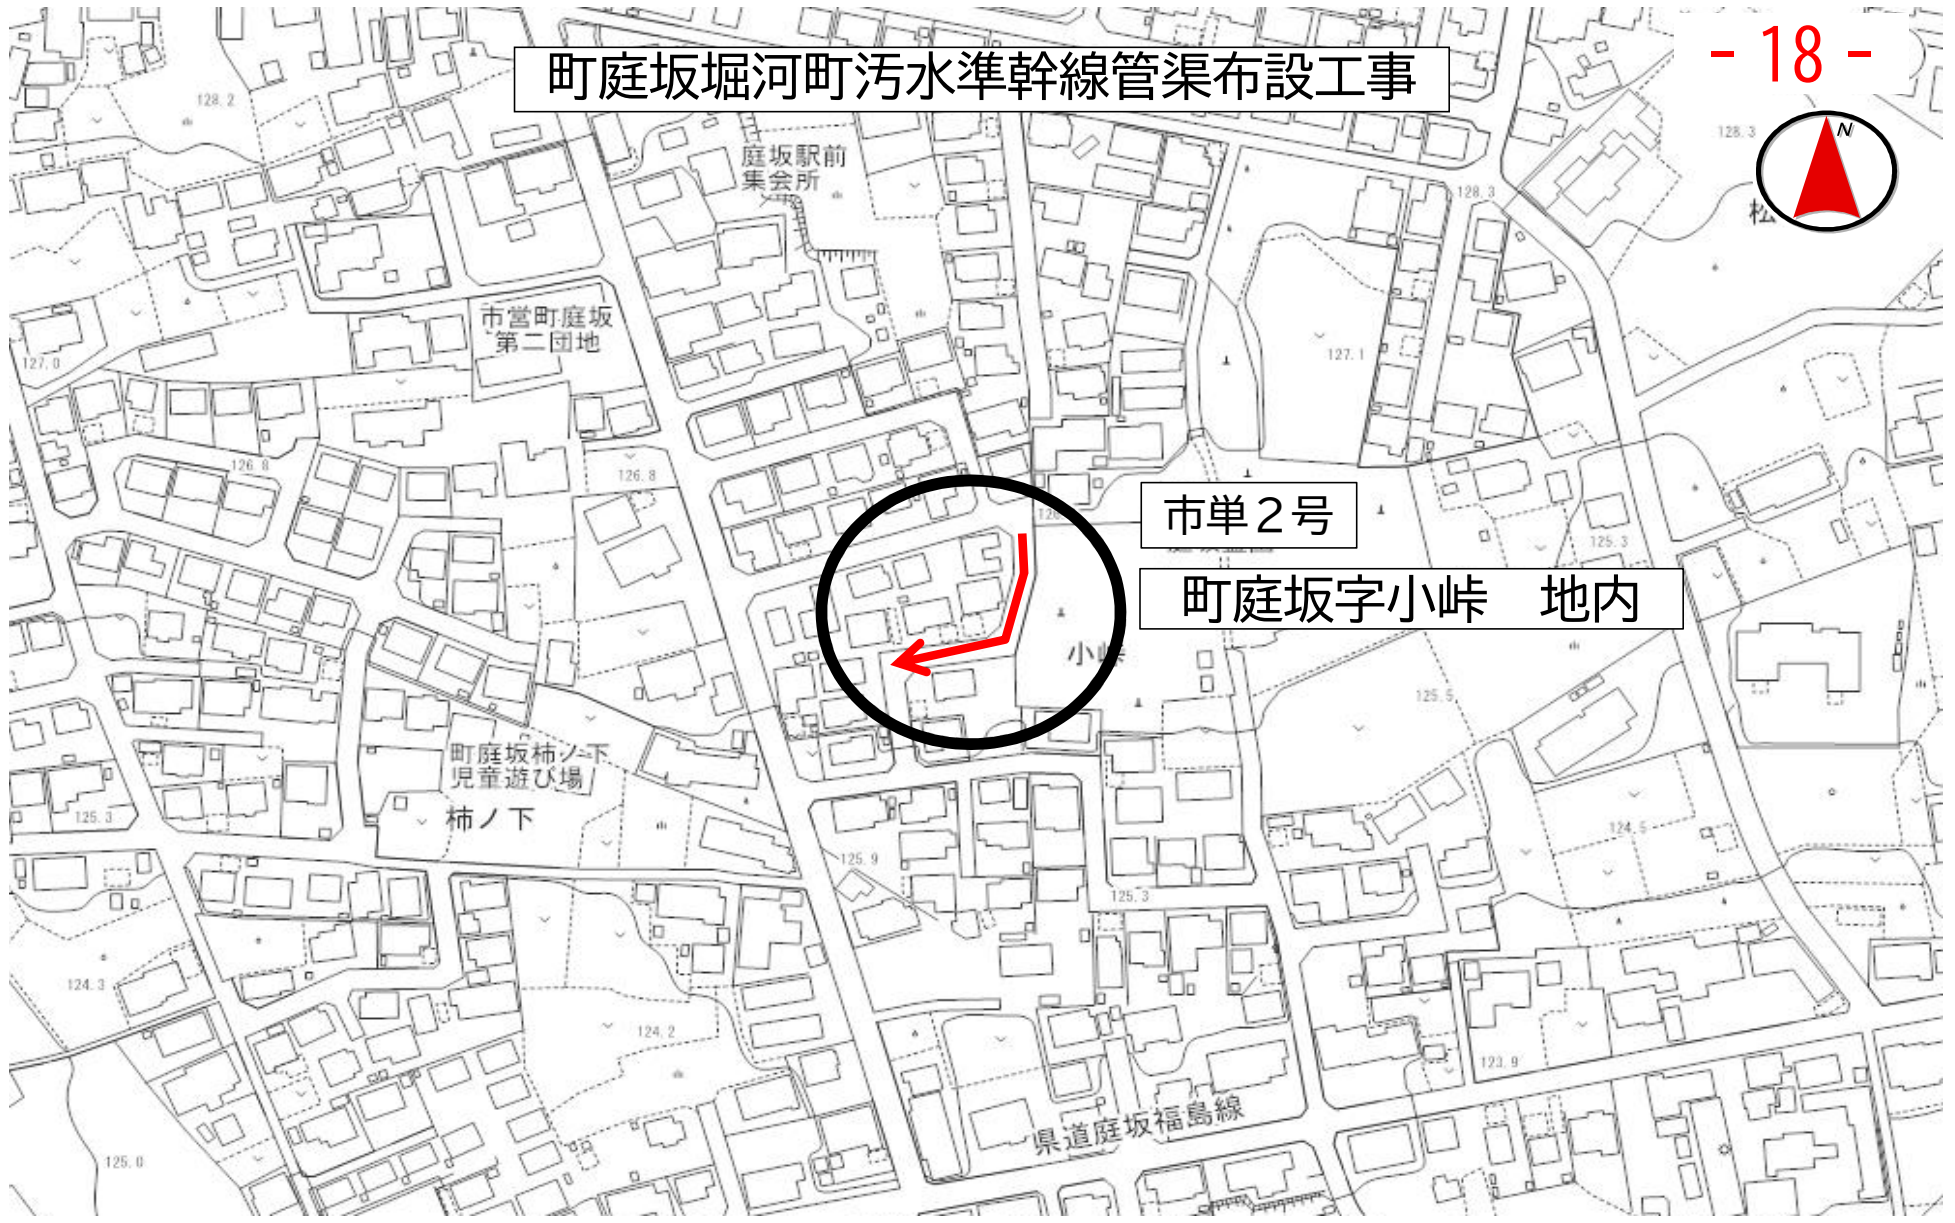 町庭坂堀河町汚水準幹線管渠布設工事
- 18 -
N
128.2
128.3
庭坂駅前
集会所
128.3
松
市営町庭坂
第二団地
127.0
127.1
126.8
126.8
市単２号
125.3
町庭坂字小峠　地内
小峠
125.5
町庭坂柿ノ下
児童遊び場
柿ノ下
125.3
124.5
125.9
125.3
124.3
124.2
123.9
県道庭坂福島線
125.0